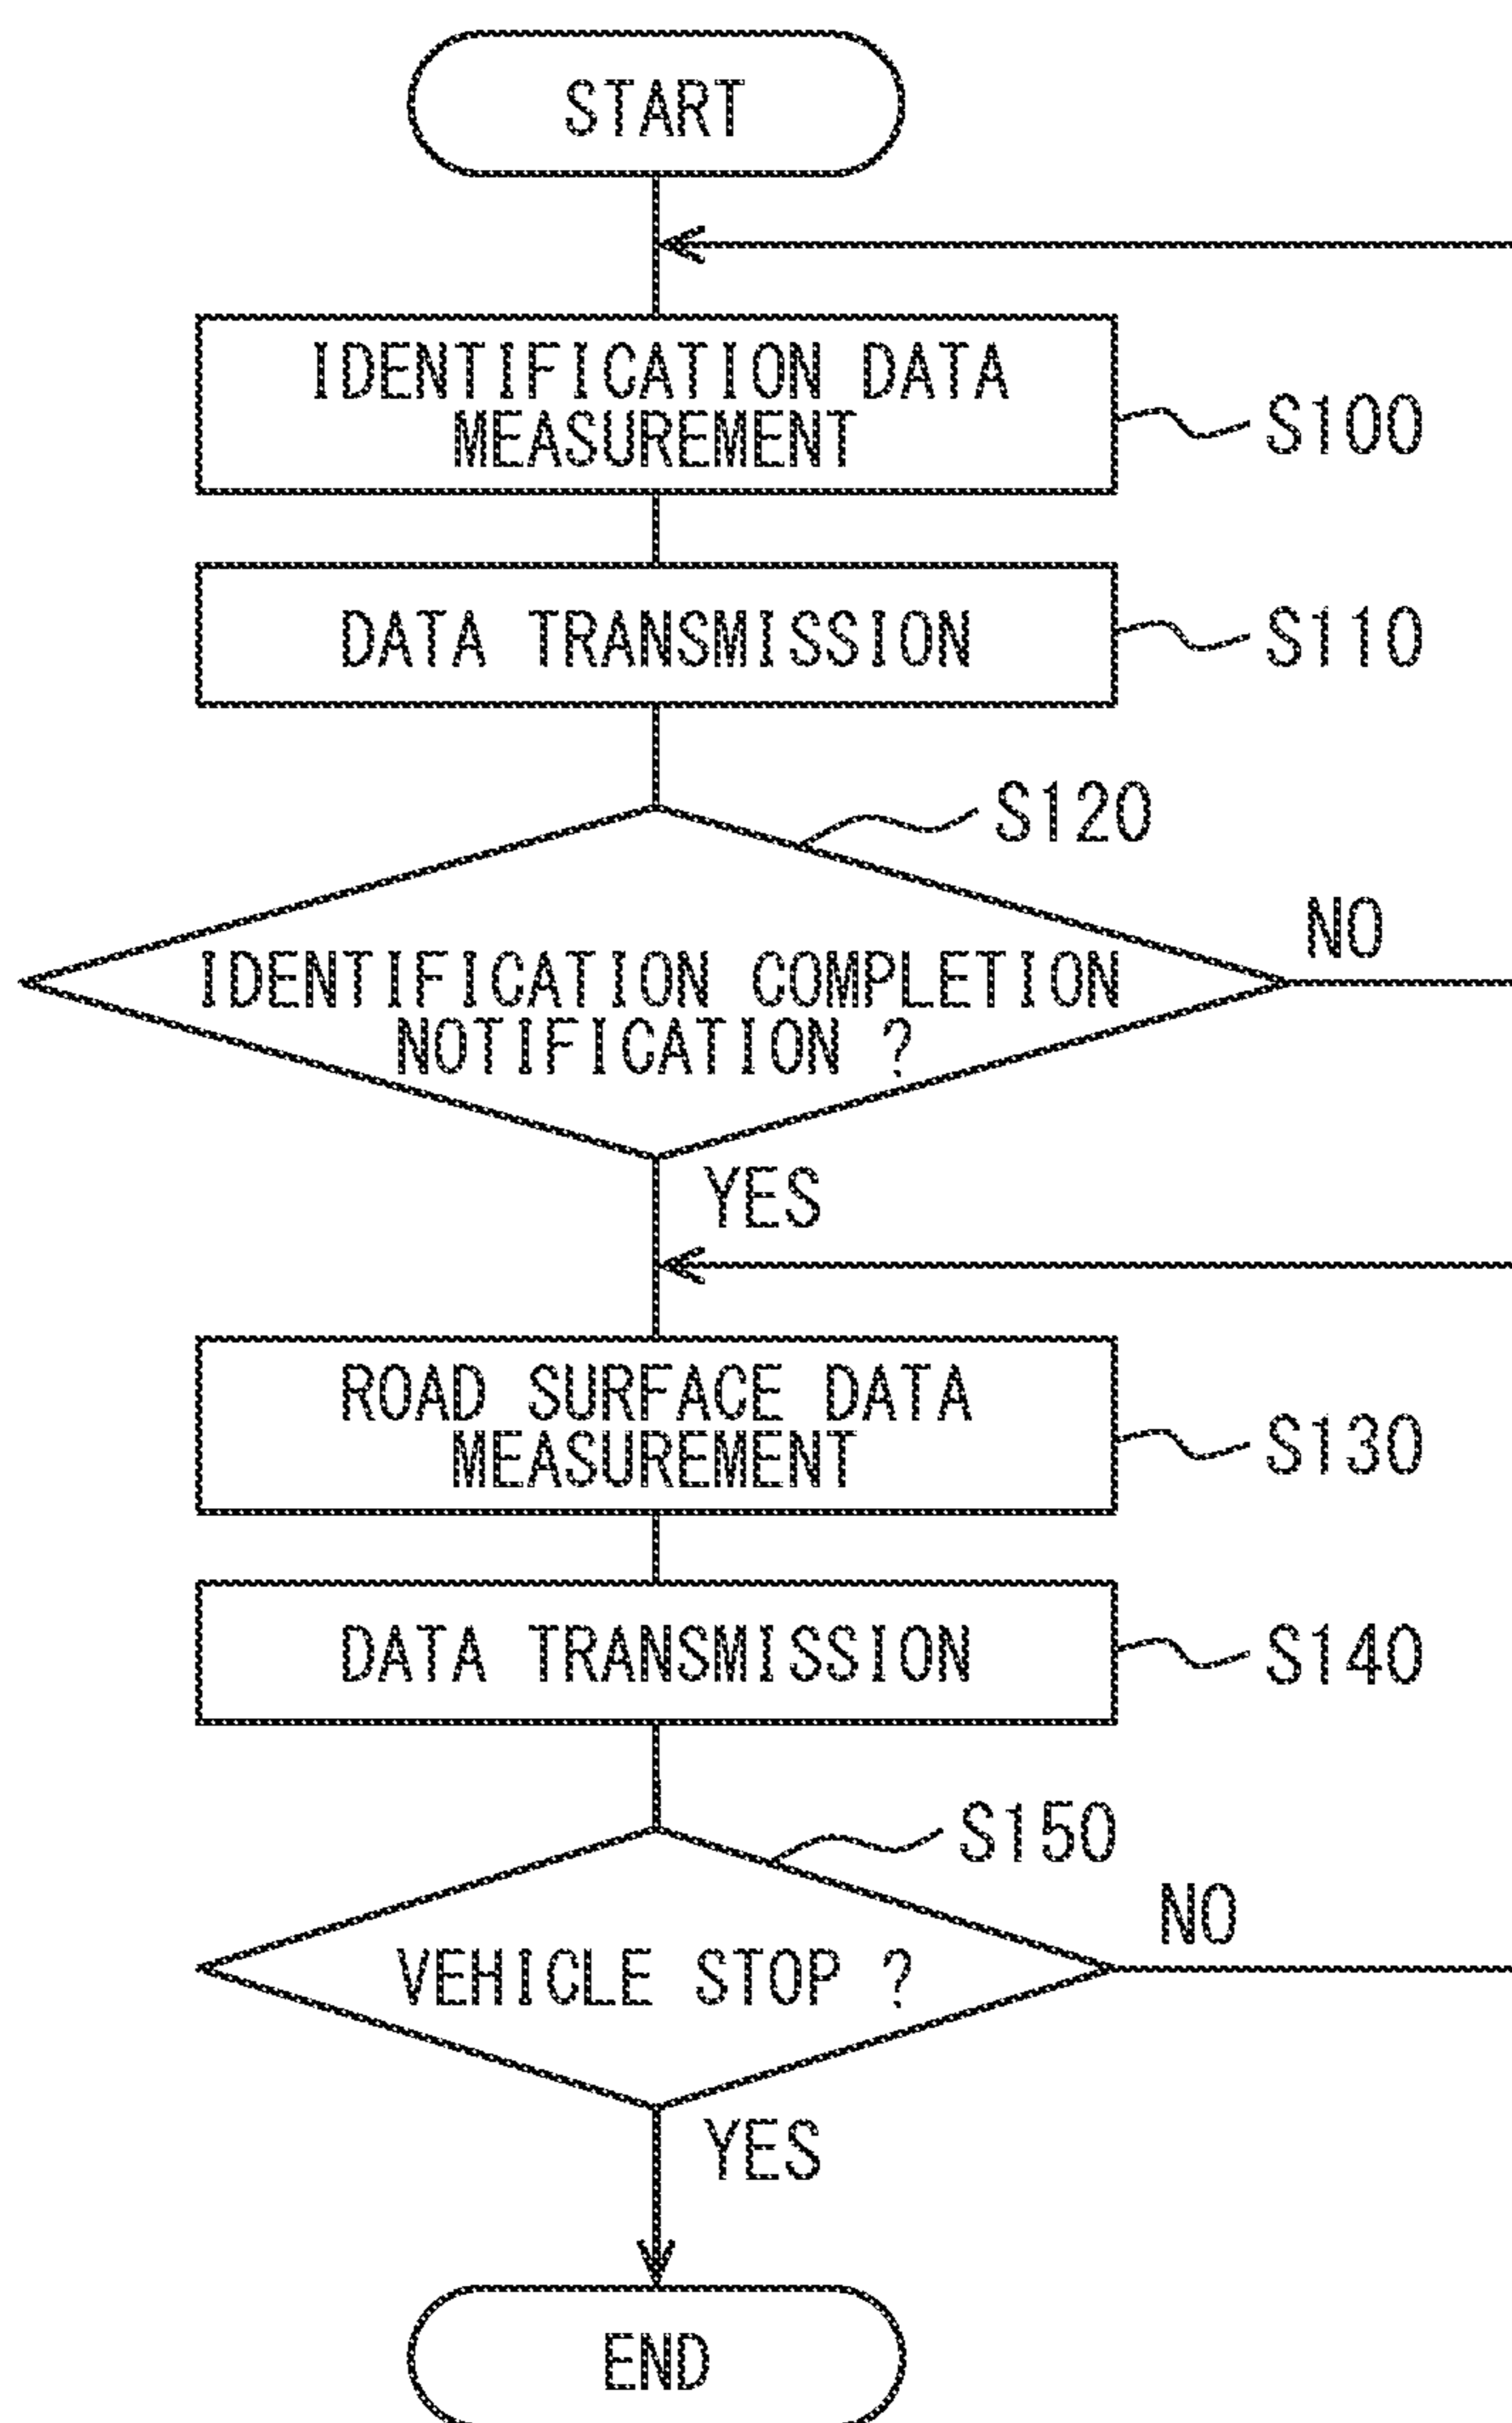 START
IDENTIFICATION DATA
MEASUREMENT
S100
DATA TRANSMISSION
S110
S120
IDENTIFICATION COMPLETION
NOTIFICATION ?
NO
YES
ROAD SURFACE DATA
MEASUREMENT
S130
DATA TRANSMISSION
S140
S150
VEHICLE STOP ?
NO
YES
END